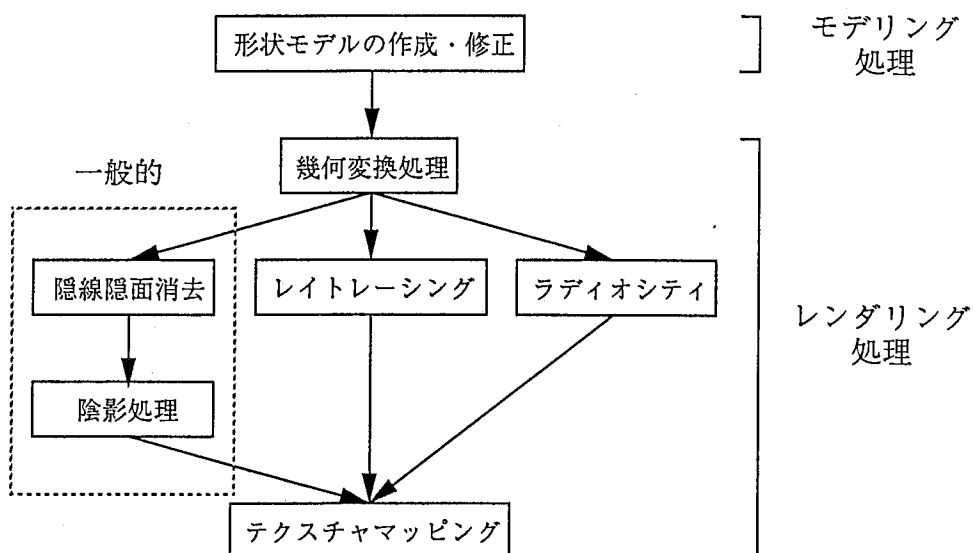 形状モデルの作成・修正
モデリング
処理
幾何変換処理
一般的
隠線隠面消去
レイトレーシング
ラディオシティ
レンダリング
処理
陰影処理
テクスチャマッピング